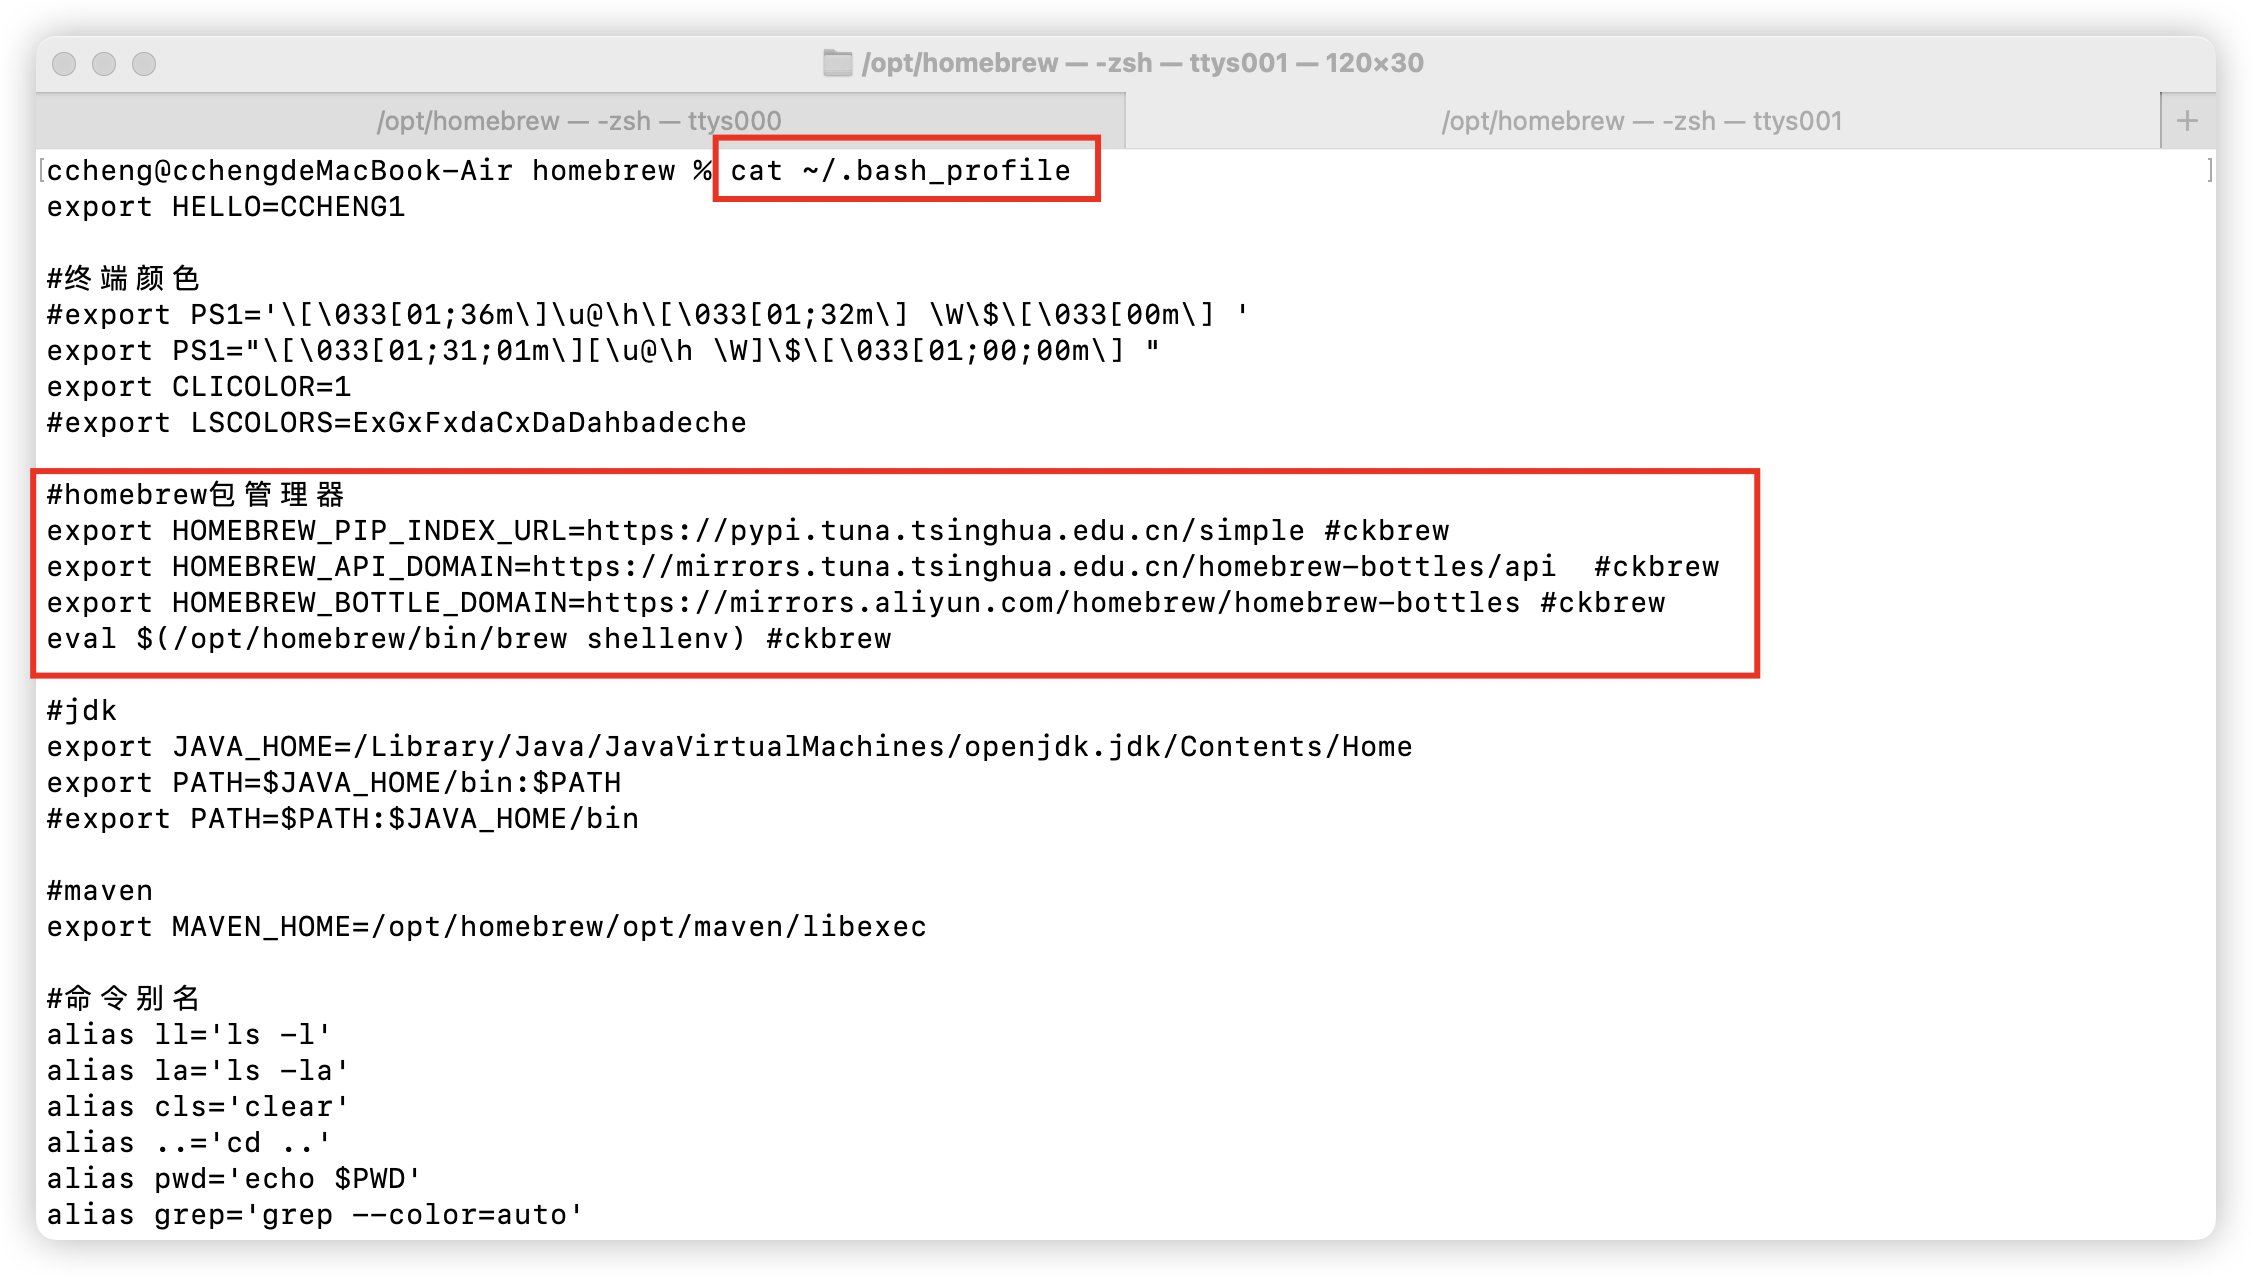 /opt/homebrew — -zsh — ttys001 — 120×30
/opt/homebrew — -zsh — ttys000
/opt/homebrew — -zsh — ttys001
+
[ccheng@cchengdeMacBook-Air homebrew % cat ~/.bash_profile ]
export HELLO=CCHENG1
#终端颜色
#export PS1='\[\033[01;36m\]\u@\h\[\033[01;32m\] \W\$\[\033[00m\] '
export PS1="\[\033[01;31;01m\][\u@\h \W]\$\[\033[01;00;00m\] "
export CLICOLOR=1
#export LSCOLORS=ExGxFxdaCxDaDahbadeche
#homebrew包管理器
export HOMEBREW_PIP_INDEX_URL=https://pypi.tuna.tsinghua.edu.cn/simple #ckbrew
export HOMEBREW_API_DOMAIN=https://mirrors.tuna.tsinghua.edu.cn/homebrew-bottles/api  #ckbrew
export HOMEBREW_BOTTLE_DOMAIN=https://mirrors.aliyun.com/homebrew/homebrew-bottles #ckbrew
eval $(/opt/homebrew/bin/brew shellenv) #ckbrew
#jdk
export JAVA_HOME=/Library/Java/JavaVirtualMachines/openjdk.jdk/Contents/Home
export PATH=$JAVA_HOME/bin:$PATH
#export PATH=$PATH:$JAVA_HOME/bin
#maven
export MAVEN_HOME=/opt/homebrew/opt/maven/libexec
#命令别名
alias ll='ls -l'
alias la='ls -la'
alias cls='clear'
alias ..='cd ..'
alias pwd='echo $PWD'
alias grep='grep --color=auto'